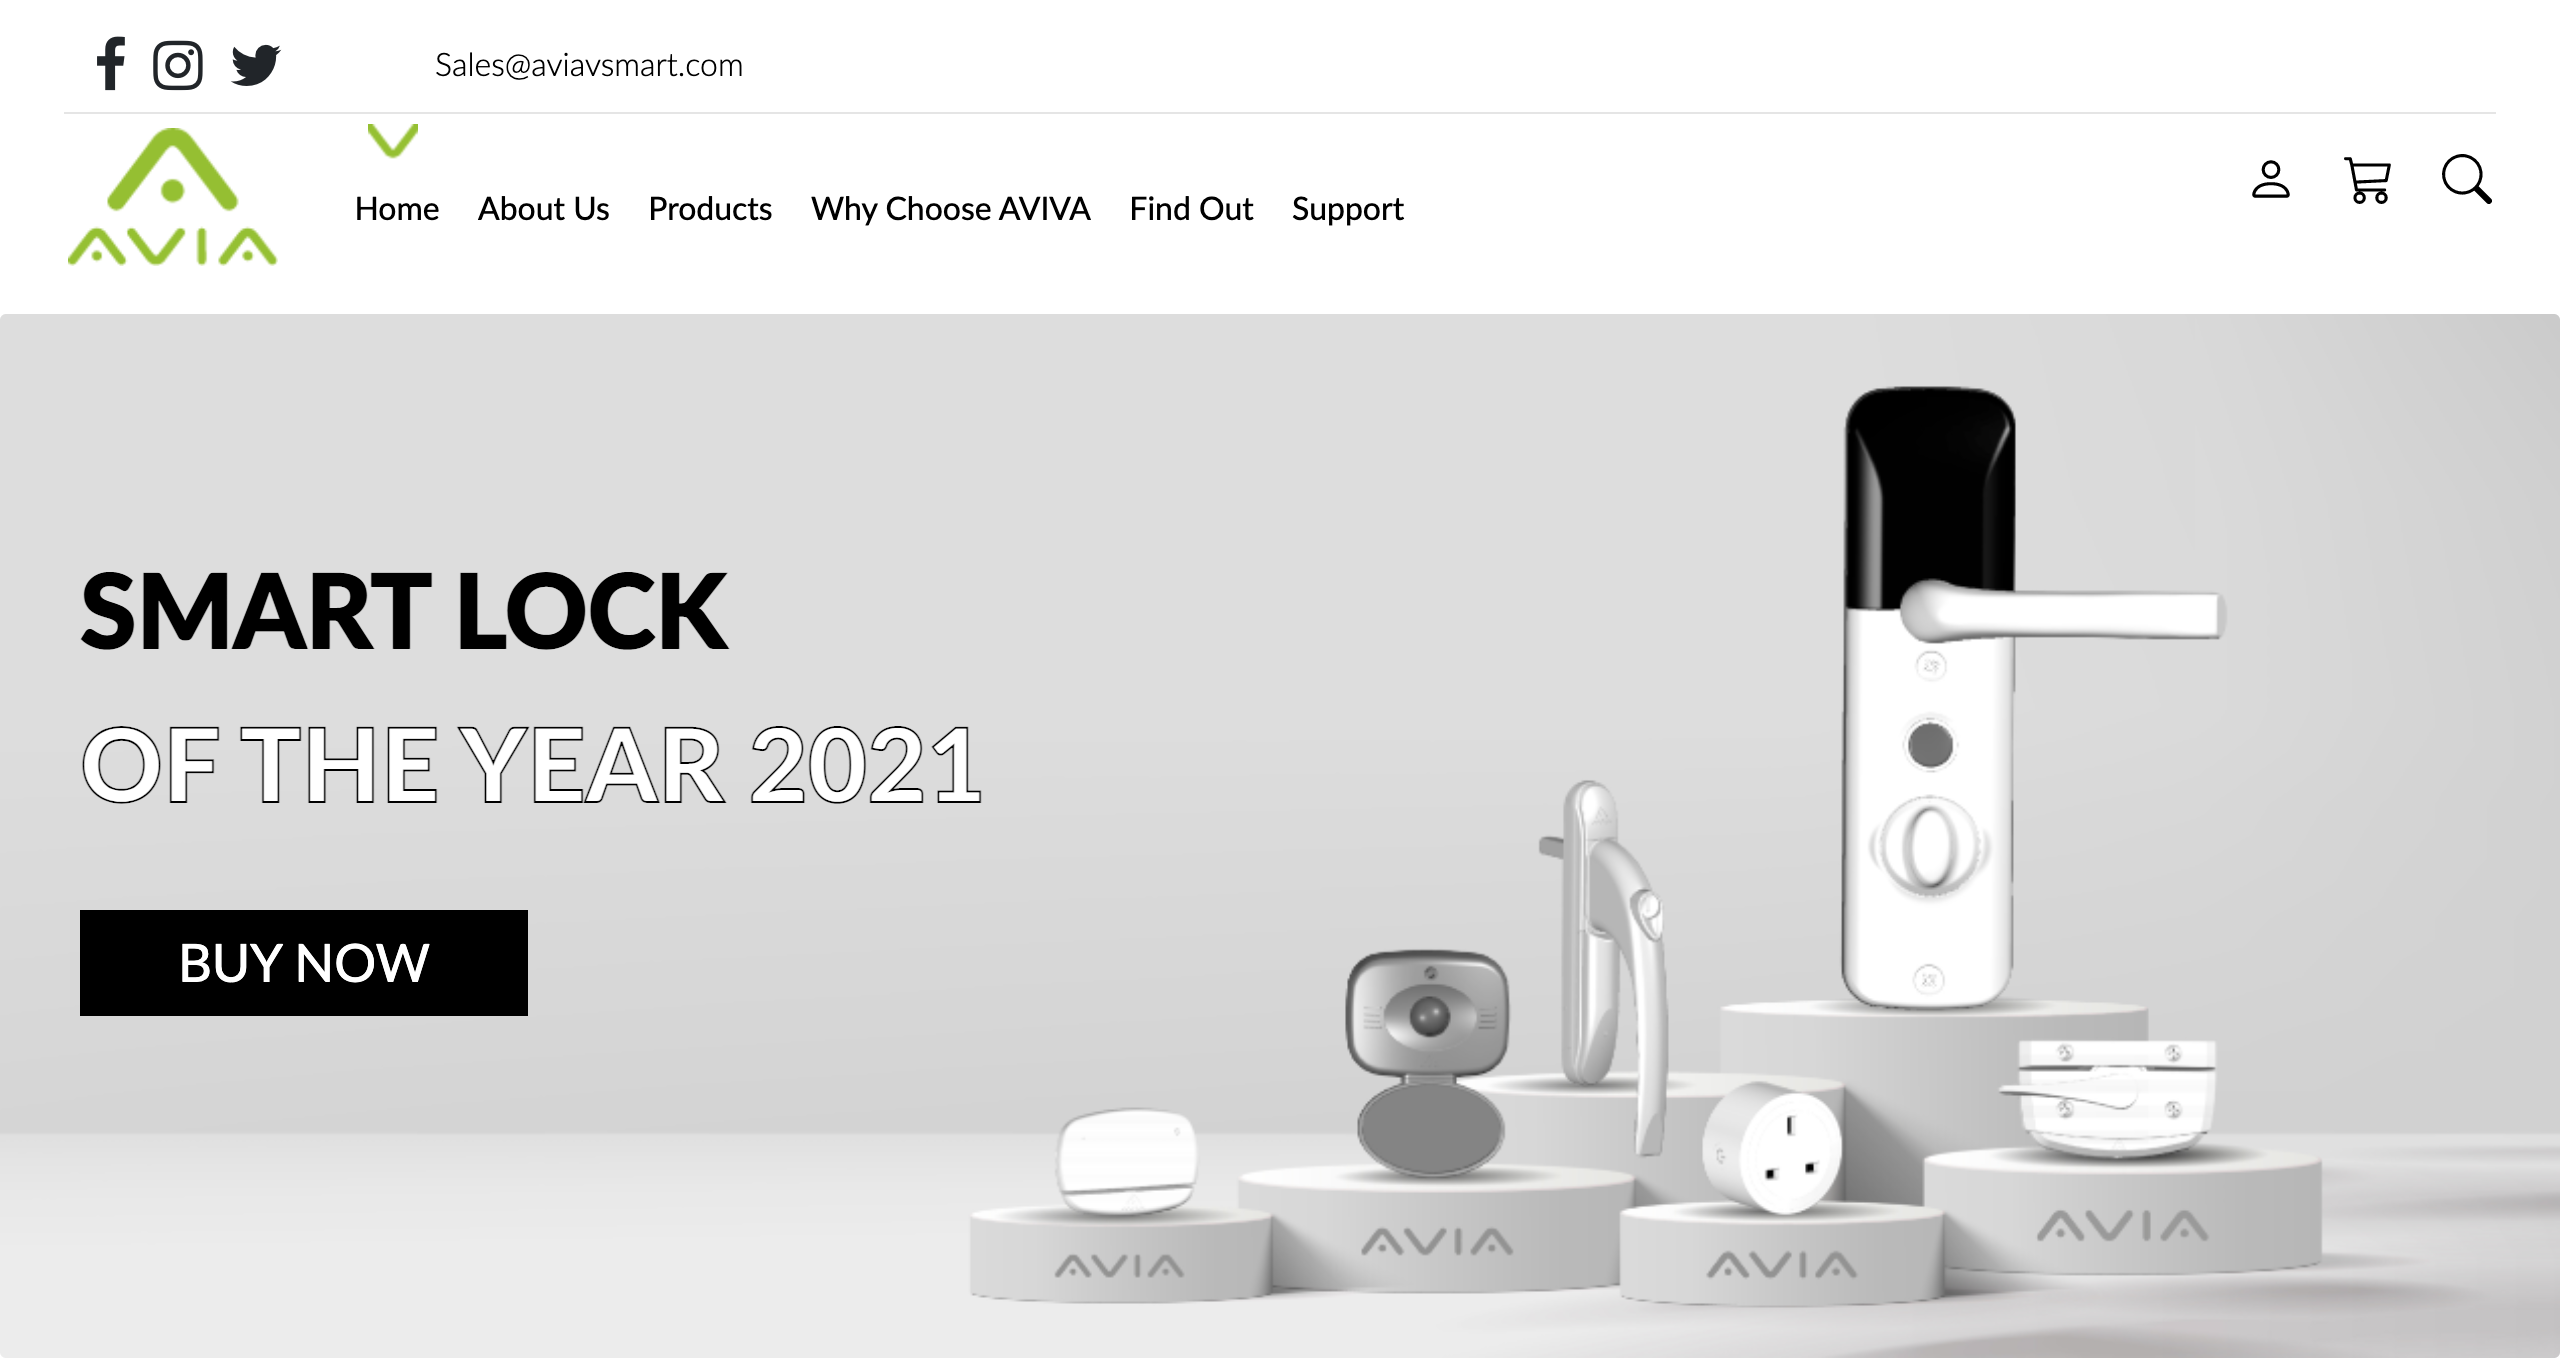 Sales@aviavsmart.com
AVIA
Home About Us Products Why Choose AVIVA Find Out Support
SMART LOCK
OF THE YEAR 2021
BUY NOW
AVIA
AVIA
AVIA
AVIA